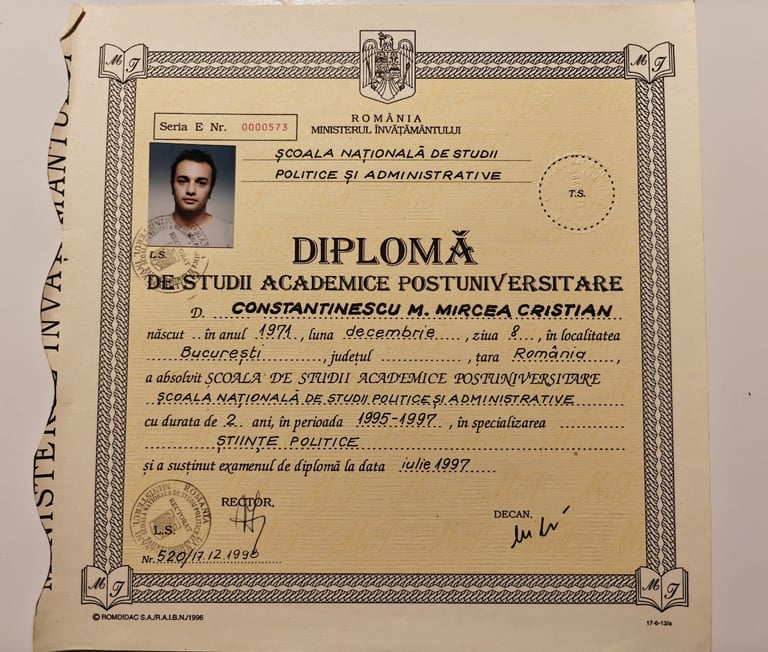 M T
M T
Seria E Nr. 0000573
ROMÂNIA
MINISTERUL ÎNVĂȚĂMÂNTULUI
ȘCOALA NAȚIONALĂ DE STUDII
POLITICE ȘI ADMINISTRATIVE
T.S.
L.S.
DIPLOMĂ
DE STUDII ACADEMICE POSTUNIVERSITARE
D. CONSTANTINESCU M. MIRCEA CRISTIAN
născut în anul 1971, luna decembrie, ziua 8, în localitatea
București, județul, țara România,
a absolvit ȘCOALA DE STUDII ACADEMICE POSTUNIVERSITARE
ȘCOALA NAȚIONALĂ DE STUDII POLITICE ȘI ADMINISTRATIVE
cu durata de 2 ani, în perioada 1995-1997, în specializarea
ȘTIINȚE POLITICE
și a susținut examenul de diplomă la data iulie 1997
RECTOR,
DECAN,
ROMANIA
RECTORAT
L.S.
Nr. 520/17.12.1998
M T
M T
© ROMDIDAC S.A./R.A.I.B.N./1996
17-6-13/a